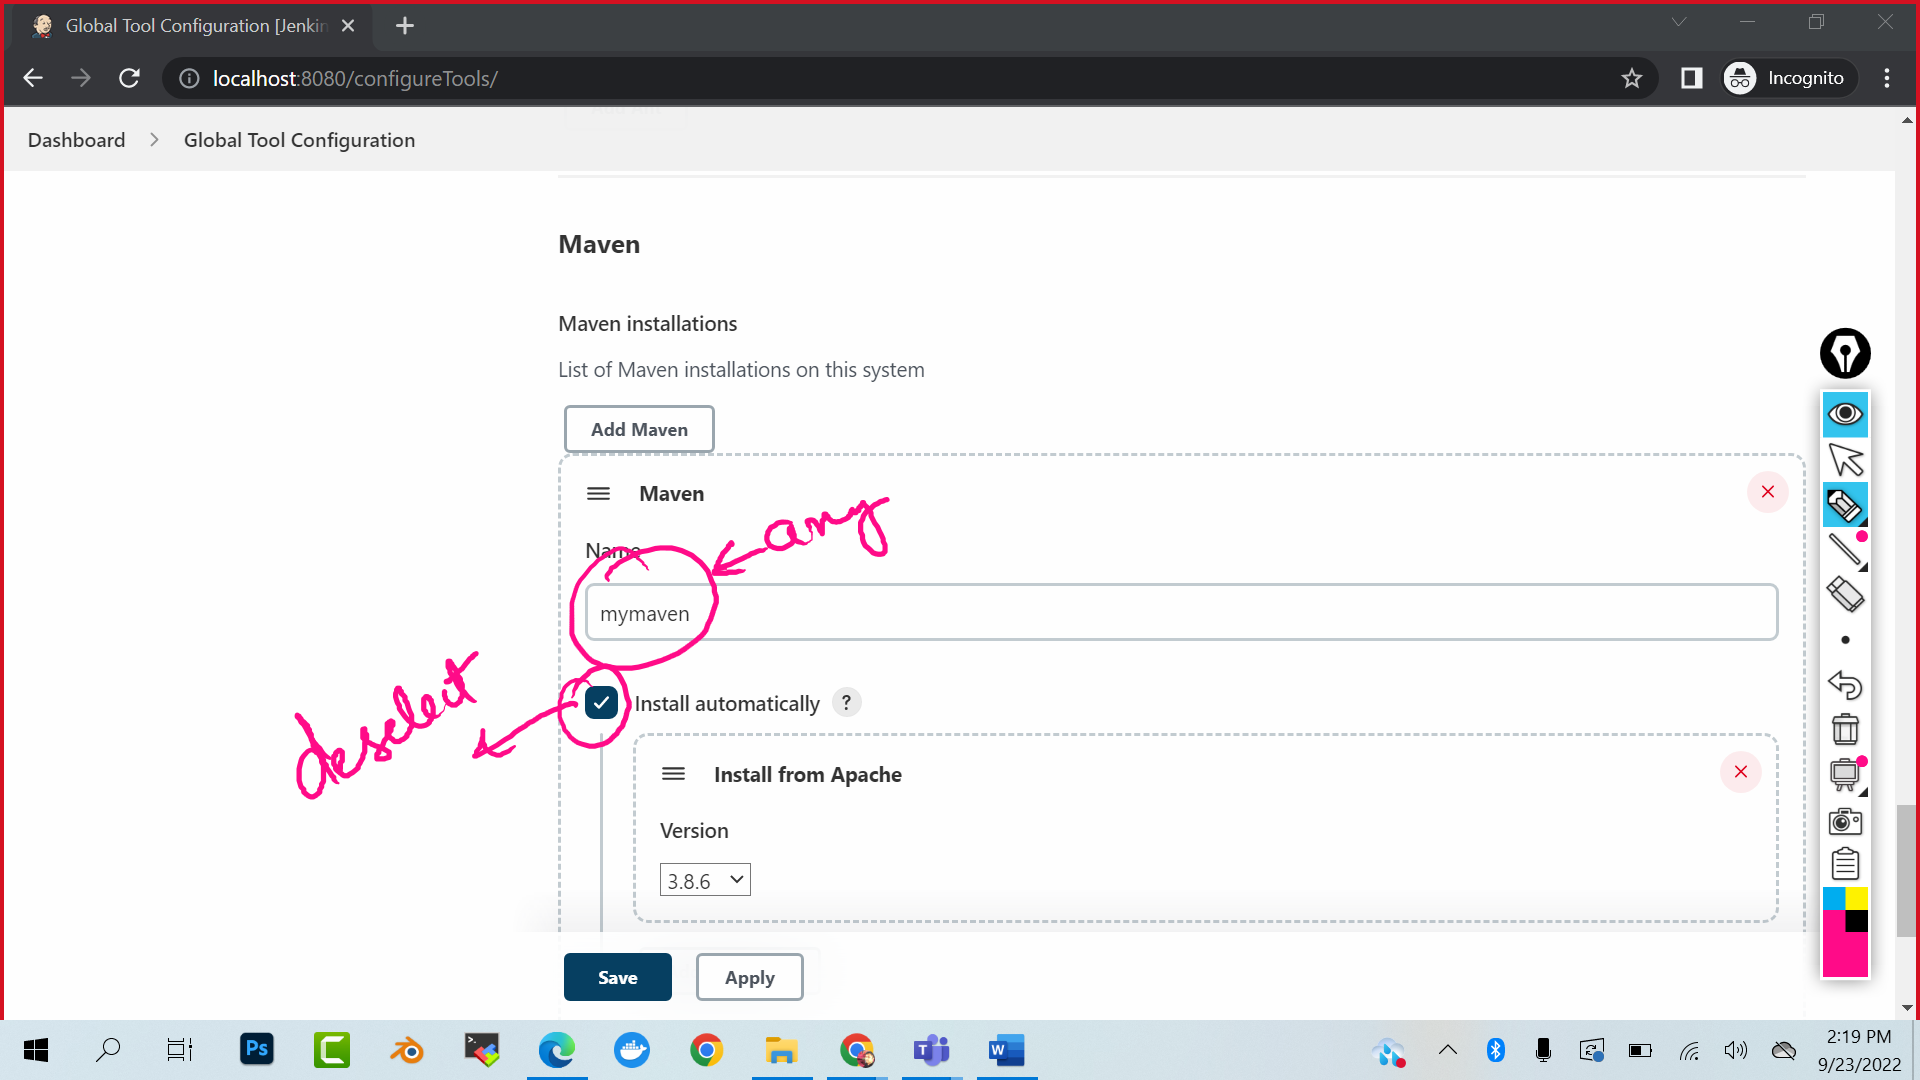 Global Tool Configuration [Jenkin
localhost:8080/configureTools/
Incognito
Dashboard
Global Tool Configuration
Maven
Maven installations
List of Maven installations on this system
Add Maven
Maven
any
Name
mymaven
deselect
Install automatically ?
Install from Apache
Version
3.8.6
Save
Apply
Ps
C
T
W
2:19 PM
9/23/2022